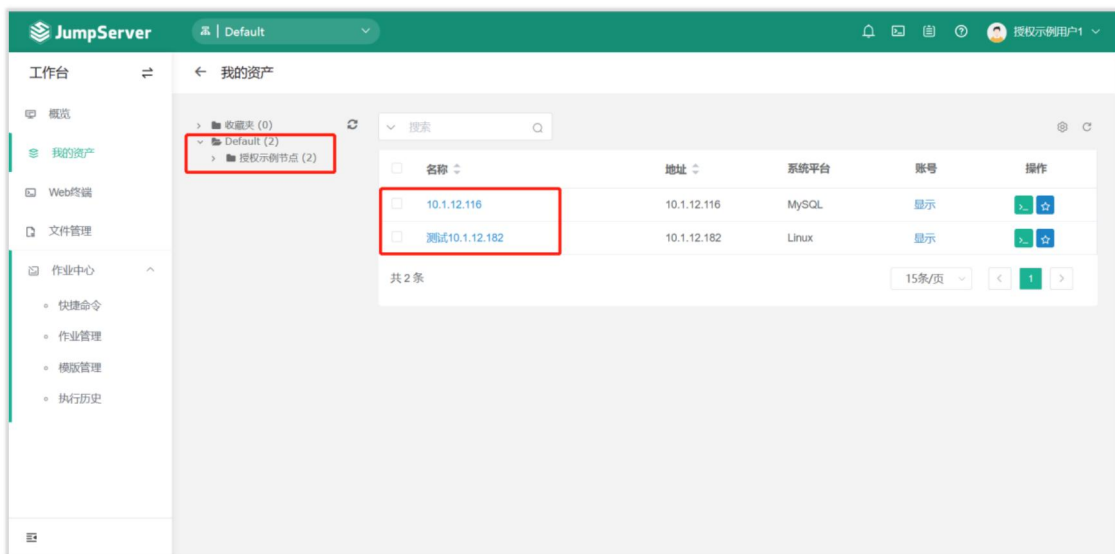 JumpServer
Default
授权示例用户1
工作台
我的资产
概览
我的资产
Web终端
文件管理
作业中心
快捷命令
作业管理
模版管理
执行历史
收藏夹 (0)
Default (2)
授权示例节点 (2)
搜索
名称 地址 系统平台 账号 操作
10.1.12.116 10.1.12.116 MySQL 显示
测试10.1.12.182 10.1.12.182 Linux 显示
共 2 条 15条/页 1